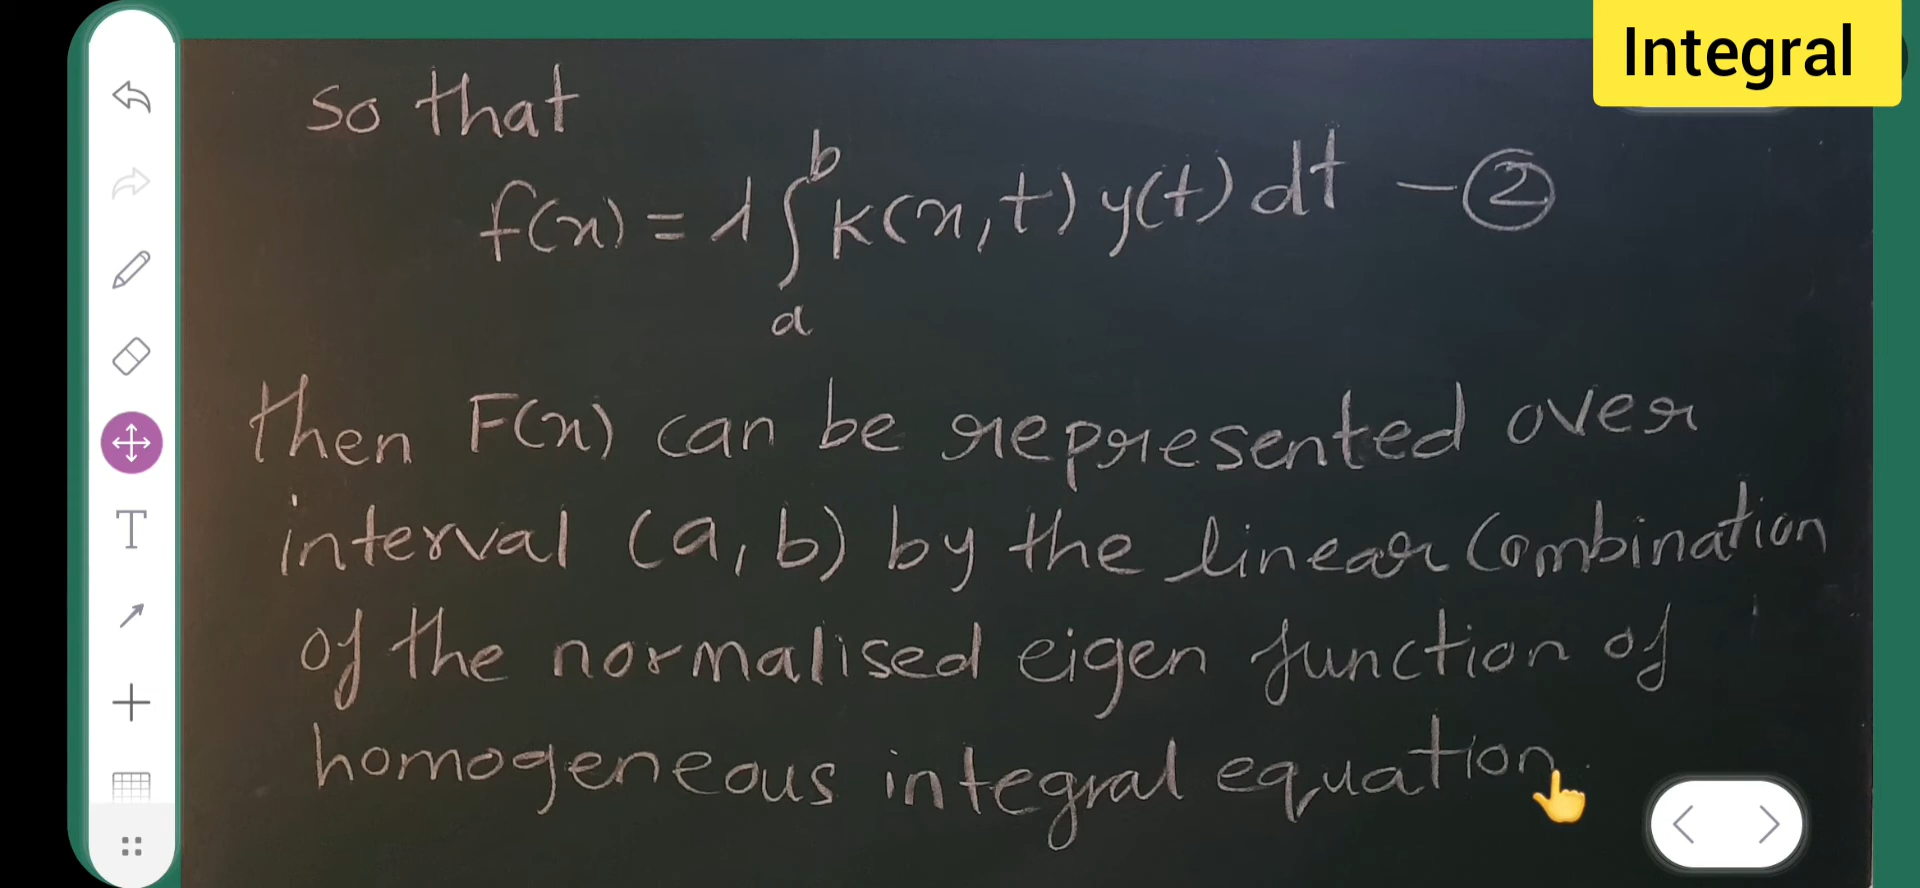 Integral
so that
f(x) = λ ∫ₐᵇ K(x,t) y(t) dt — ②
then F(x) can be represented over
interval (a, b) by the linear combination
of the normalised eigen function of
homogeneous integral equation.
T